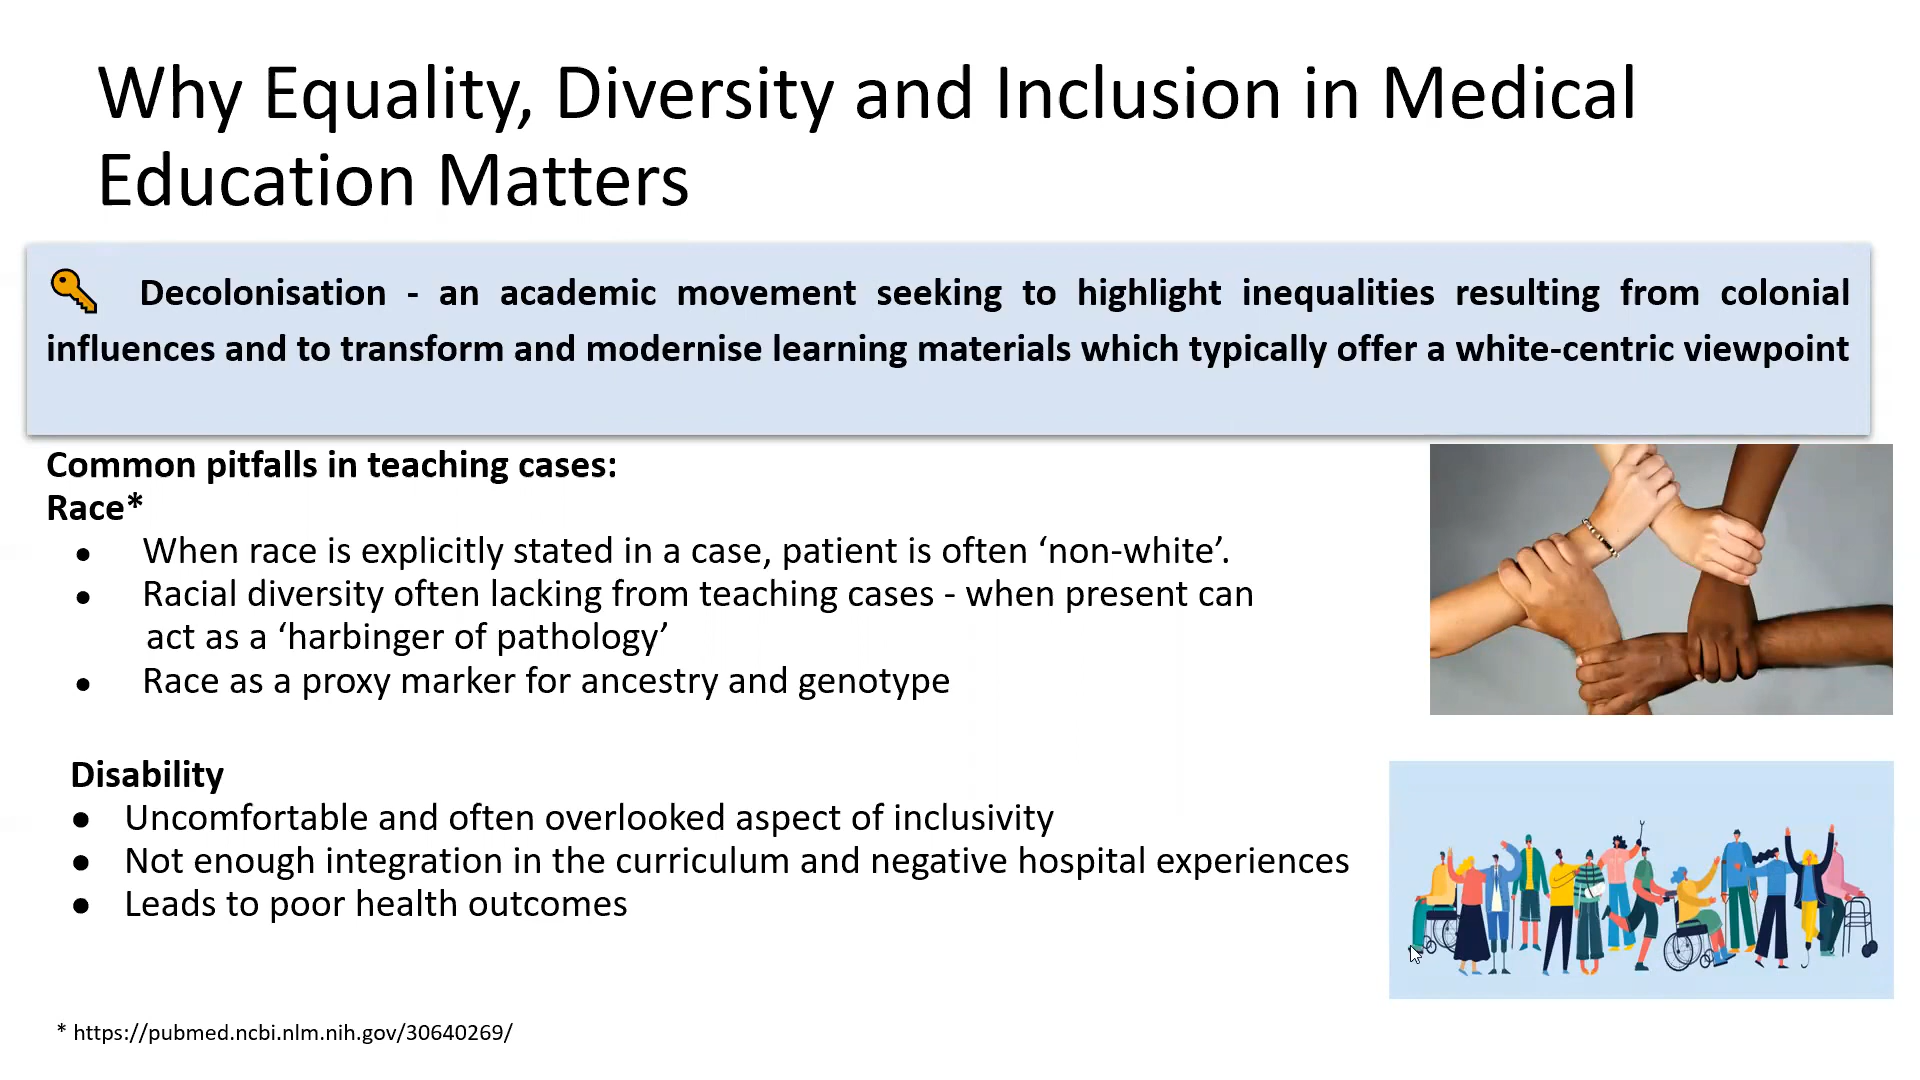 Why Equality, Diversity and Inclusion in Medical
Education Matters
Decolonisation - an academic movement seeking to highlight inequalities resulting from colonial
influences and to transform and modernise learning materials which typically offer a white-centric viewpoint
Common pitfalls in teaching cases:
Race*
● When race is explicitly stated in a case, patient is often ‘non-white’.
● Racial diversity often lacking from teaching cases - when present can
act as a ‘harbinger of pathology’
● Race as a proxy marker for ancestry and genotype
Disability
● Uncomfortable and often overlooked aspect of inclusivity
● Not enough integration in the curriculum and negative hospital experiences
● Leads to poor health outcomes
* https://pubmed.ncbi.nlm.nih.gov/30640269/